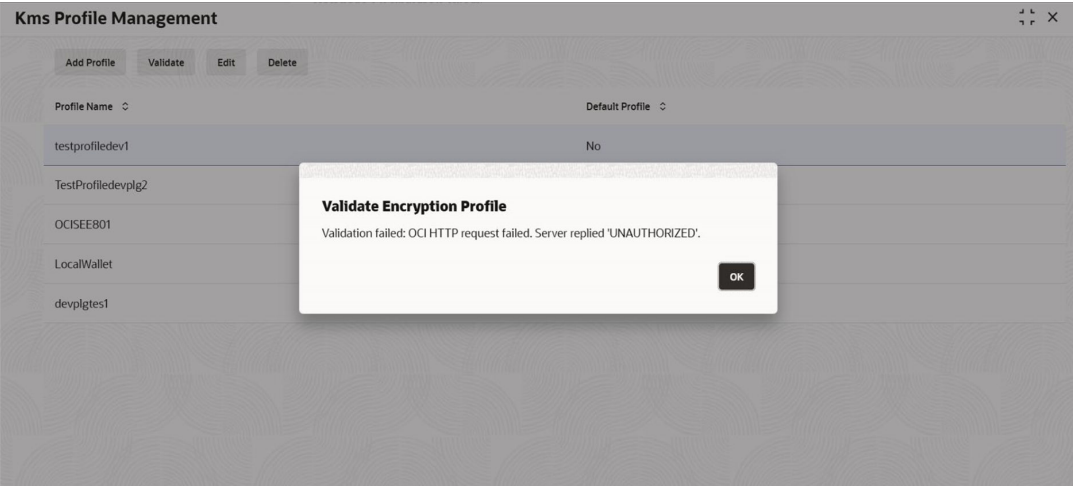 Kms Profile Management
Add Profile Validate Edit Delete
Profile Name Default Profile
testprofiledev1 No
TestProfiledevplg2
OCISEE801
LocalWallet
devplgtes1
Validate Encryption Profile
Validation failed: OCI HTTP request failed. Server replied 'UNAUTHORIZED'.
OK